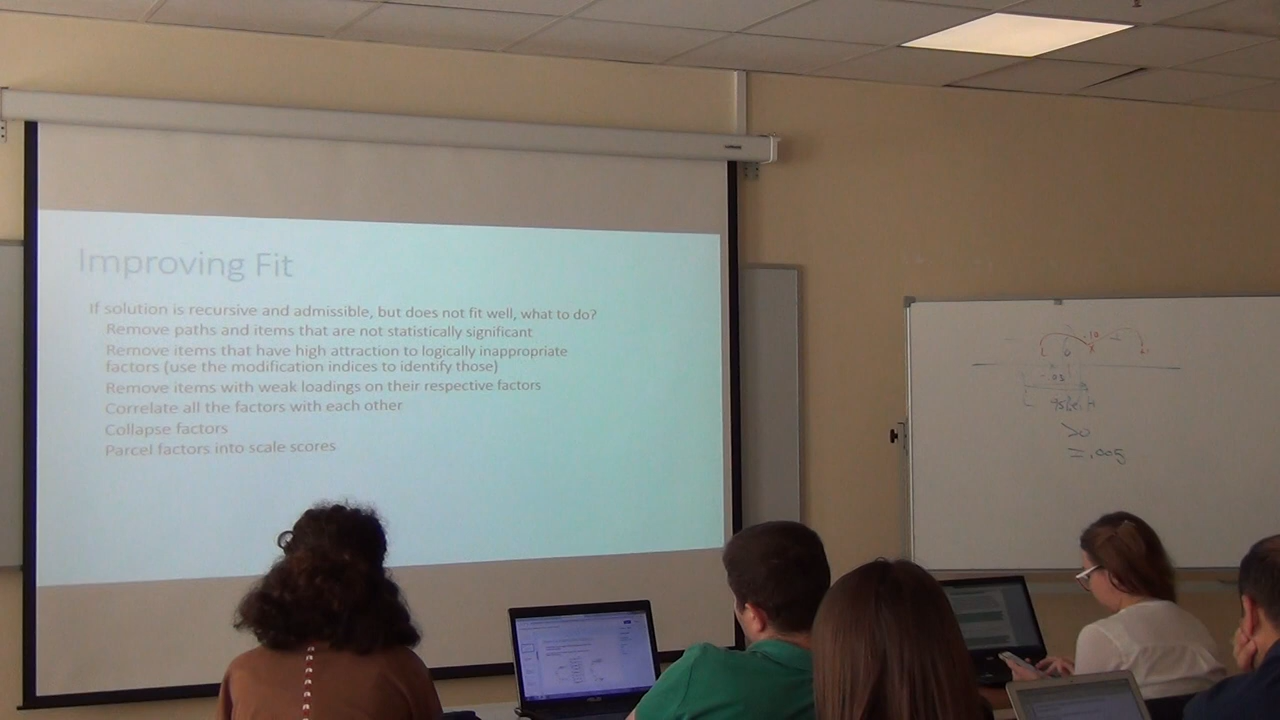 Improving Fit
If solution is recursive and admissible, but does not fit well, what to do?
Remove paths and items that are not statistically significant
Remove items that have high attraction to logically inappropriate
factors (use the modification indices to identify those)
Remove items with weak loadings on their respective factors
Correlate all the factors with each other
Collapse factors
Parcel factors into scale scores
.10
-.03
>0
=.005